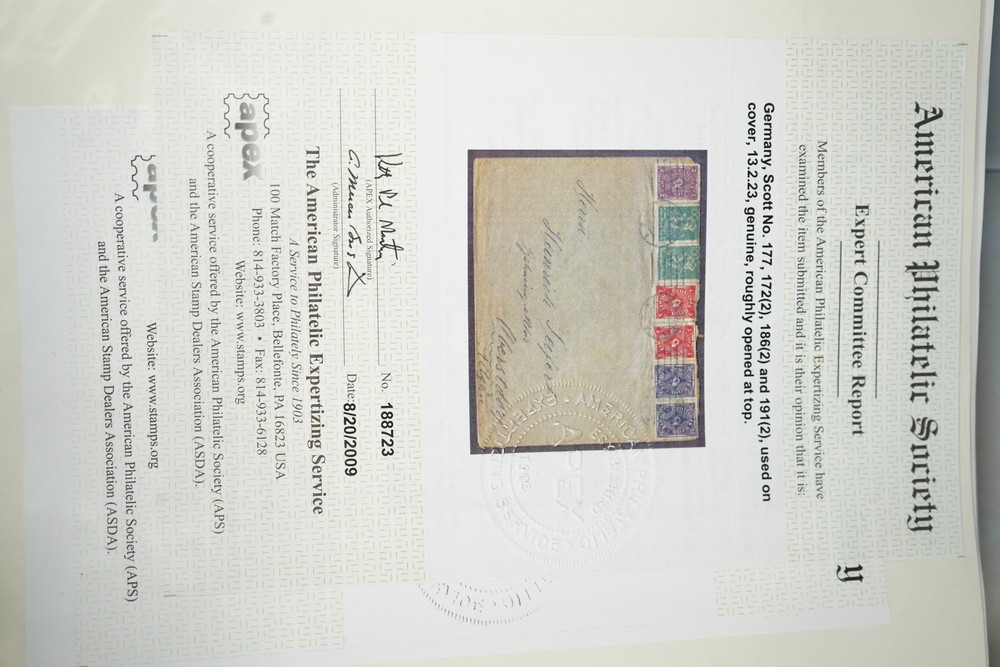 American Philatelic Society
Expert Committee Report
Members of the American Philatelic Expertizing Service have
examined the item submitted and it is their opinion that it is:
Germany, Scott No. 177, 172(2), 186(2) and 191(2), used on
cover, 13.2.23, genuine, roughly opened at top.
Herrn
Heinrich
No. 188723
(APEX Authorized Signature)
Date: 8/20/2009
(Administrator Signature)
The American Philatelic Expertizing Service
A Service to Philately Since 1903
100 Match Factory Place, Bellefonte, PA 16823 USA
Phone: 814-933-3803 • Fax: 814-933-6128
Website: www.stamps.org
apex
A cooperative service offered by the American Philatelic Society (APS)
and the American Stamp Dealers Association (ASDA).
y
Website: www.stamps.org
apex
A cooperative service offered by the American Philatelic Society (APS)
and the American Stamp Dealers Association (ASDA).